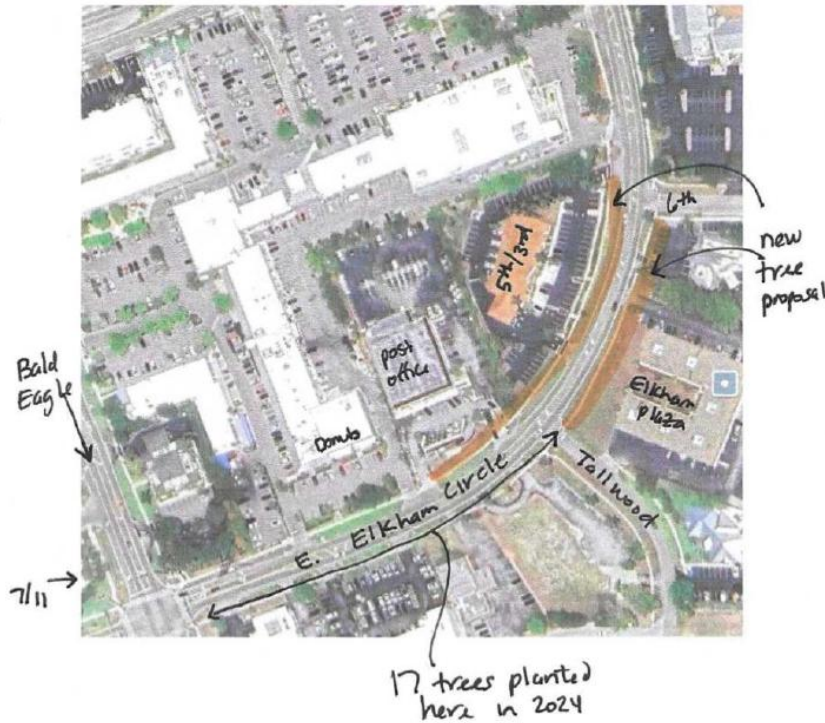 6th
new
tree
proposal
5th/3rd
post
office
Elkham
plaza
Bald
Eagle
Donut
E. Elkham Circle
Tallwood
7/11
17 trees planted
here in 2024